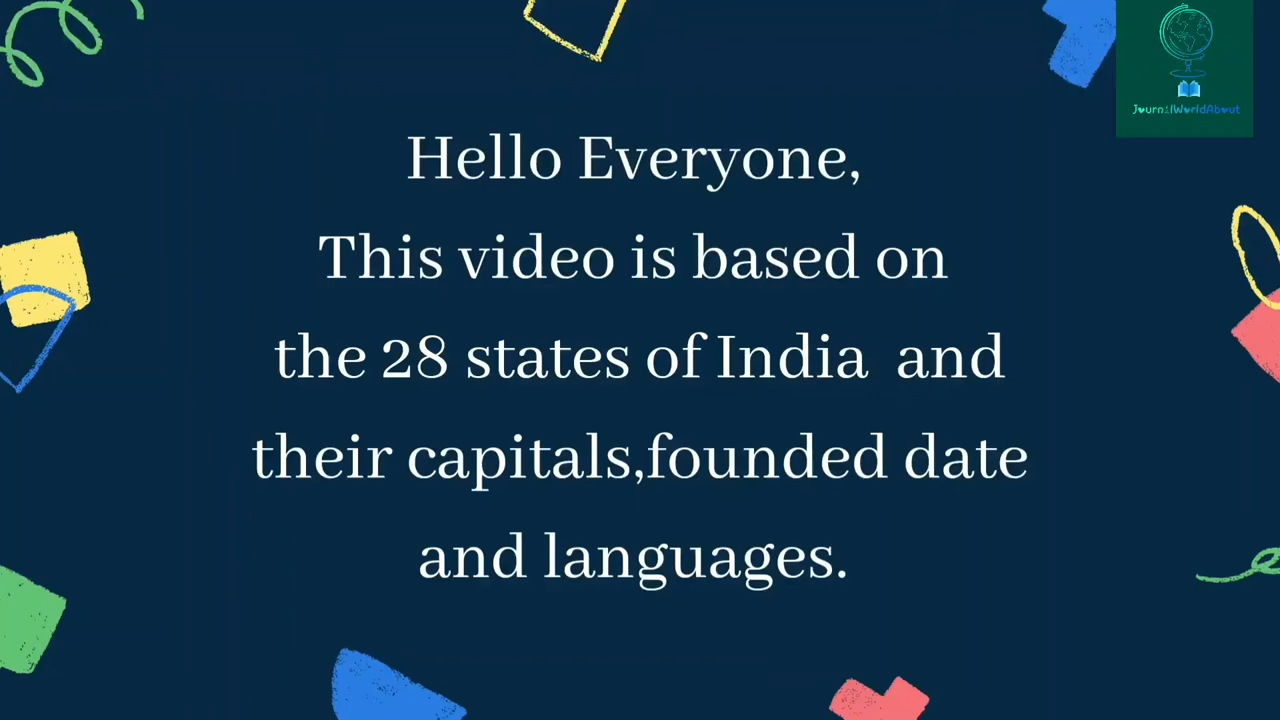 JournalWorldAbout
Hello Everyone,
This video is based on
the 28 states of India and
their capitals,founded date
and languages.